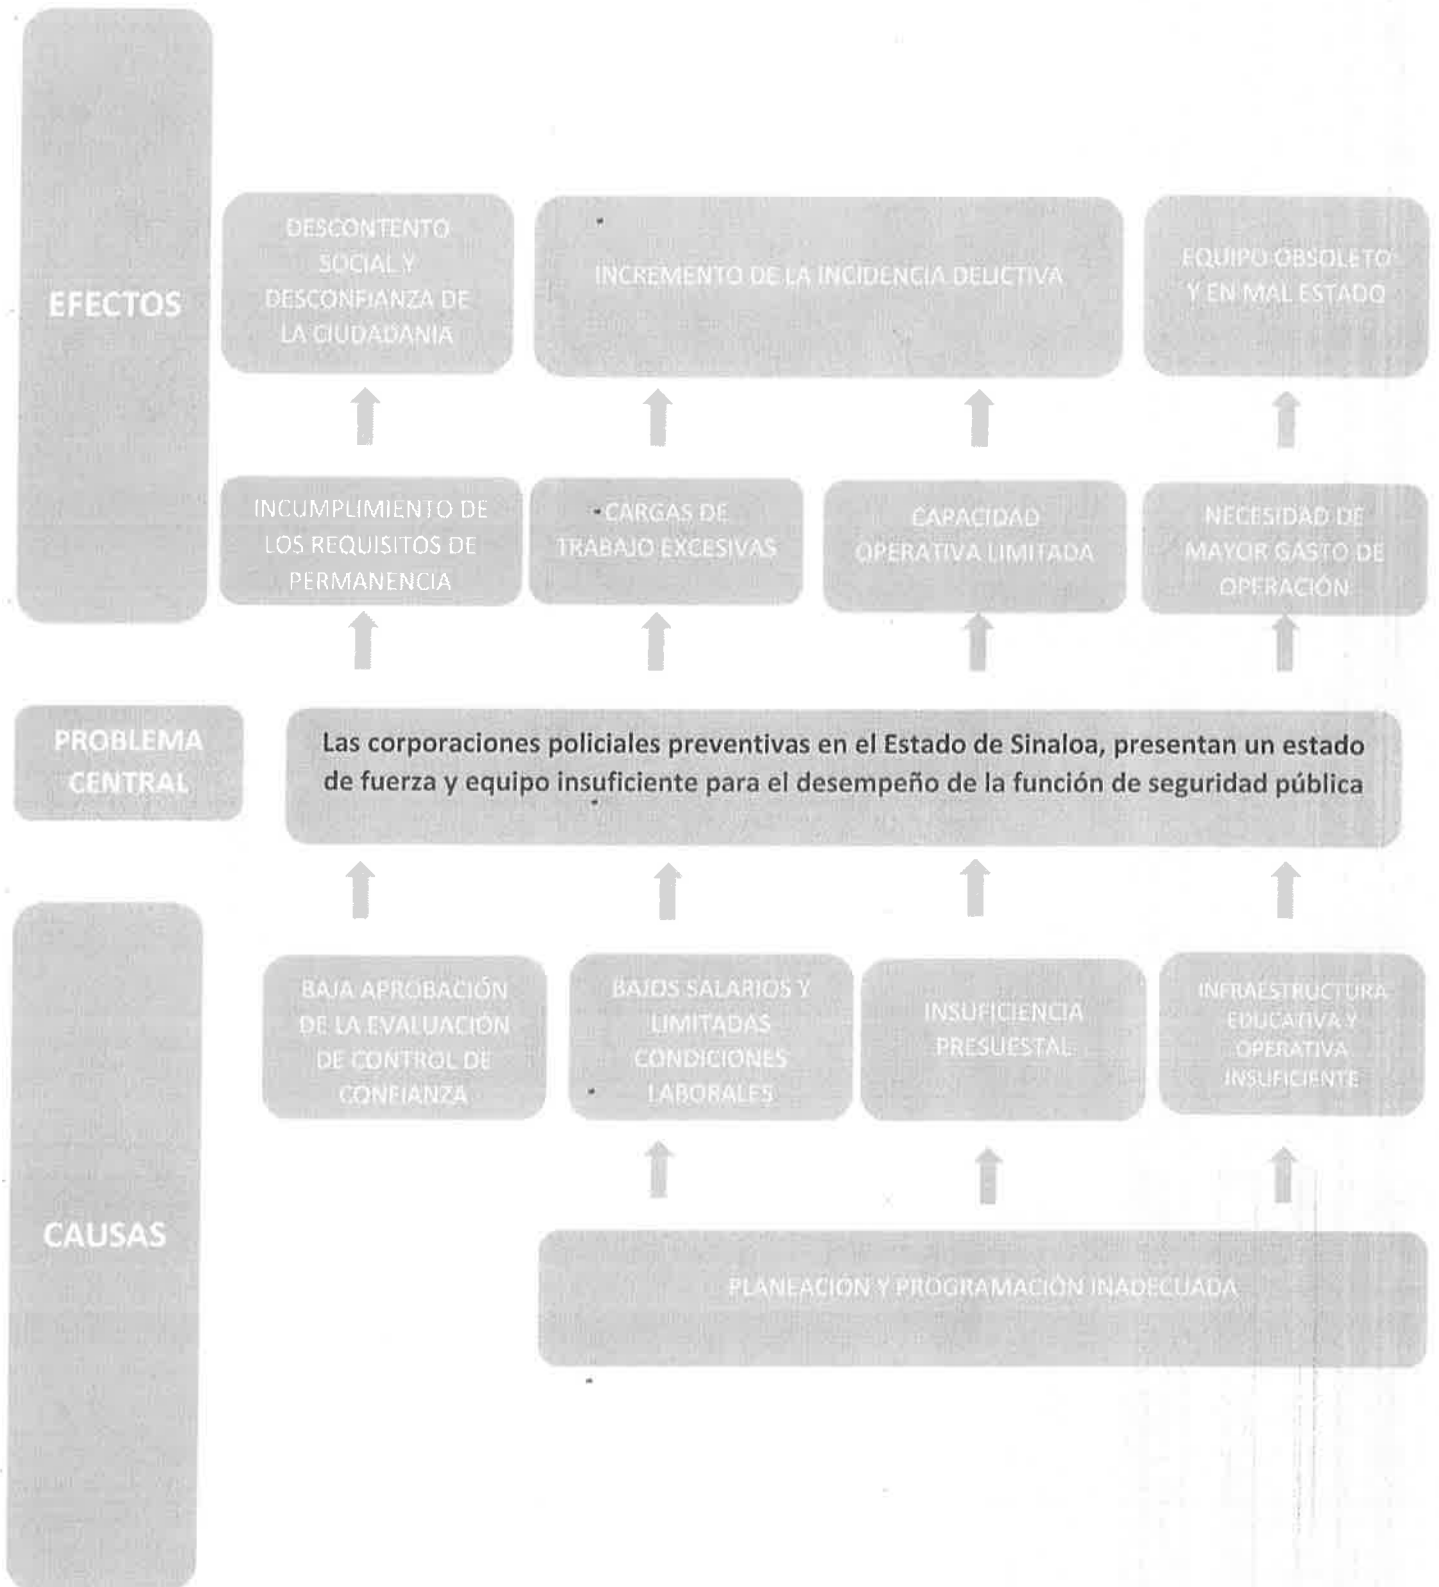 EFECTOS
DESCONTENTO
SOCIAL Y
DESCONFIANZA DE
LA CIUDADANIA
INCREMENTO DE LA INCIDENCIA DELICTIVA
EQUIPO OBSOLETO
Y EN MAL ESTADO
INCUMPLIMIENTO DE
LOS REQUISITOS DE
PERMANENCIA
CARGAS DE
TRABAJO EXCESIVAS
CAPACIDAD
OPERATIVA LIMITADA
NECESIDAD DE
MAYOR GASTO DE
OPERACIÓN
PROBLEMA
CENTRAL
Las corporaciones policiales preventivas en el Estado de Sinaloa, presentan un estado
de fuerza y equipo insuficiente para el desempeño de la función de seguridad pública
CAUSAS
BAJA APROBACIÓN
DE LA EVALUACIÓN
DE CONTROL DE
CONFIANZA
BAJOS SALARIOS Y
LIMITADAS
CONDICIONES
LABORALES
INSUFICIENCIA
PRESUESTAL
INFRAESTRUCTURA
EDUCATIVA Y
OPERATIVA
INSUFICIENTE
PLANEACIÓN Y PROGRAMACIÓN INADECUADA